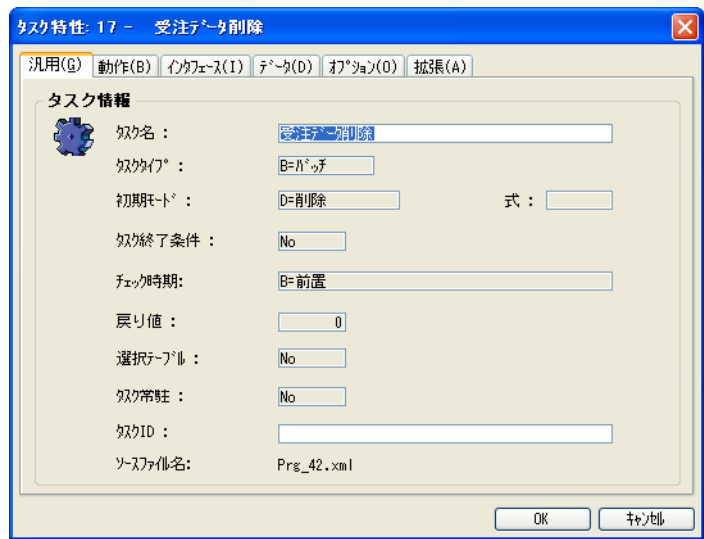 ﾀｽｸ特性: 17 -　受注ﾃﾞｰﾀ削除
汎用(G) 動作(B) ｲﾝﾀﾌｪｰｽ(I) ﾃﾞｰﾀ(D) ｵﾌﾟｼｮﾝ(O) 拡張(A)
タスク情報
ﾀｽｸ名 : 受注ﾃﾞｰﾀ削除
ﾀｽｸﾀｲﾌﾟ : B=ﾊﾞｯﾁ
初期ﾓｰﾄﾞ : D=削除 式 :
ﾀｽｸ終了条件 : No
ﾁｪｯｸ時期: B=前置
戻り値 : 0
選択ﾃｰﾌﾞﾙ : No
ﾀｽｸ常駐 : No
ﾀｽｸID :
ｿｰｽﾌｧｲﾙ名: Prg_42.xml
OK ｷｬﾝｾﾙ